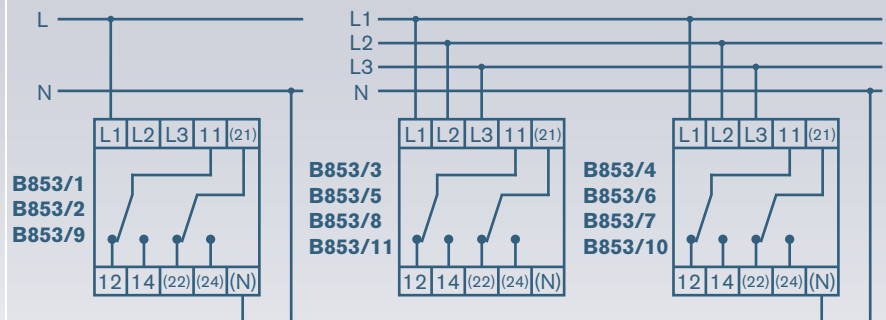 L
N
L1 L2 L3 11 (21)
B853/1
B853/2
B853/9
12 14 (22) (24) (N)
L1
L2
L3
N
L1 L2 L3 11 (21)
B853/3
B853/5
B853/8
B853/11
12 14 (22) (24) (N)
L1 L2 L3 11 (21)
B853/4
B853/6
B853/7
B853/10
12 14 (22) (24) (N)